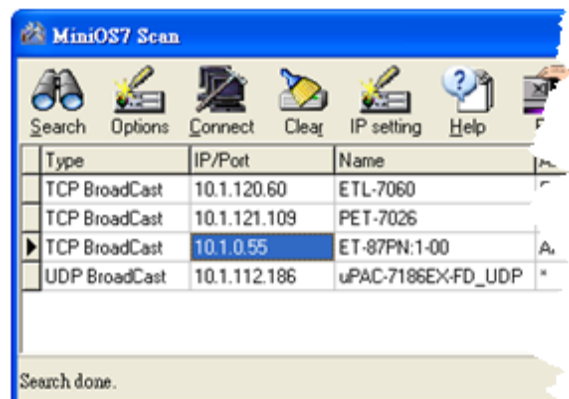 MiniOS7 Scan
Search Options Connect Clear IP setting Help
Type IP/Port Name
TCP BroadCast 10.1.120.60 ETL-7060
TCP BroadCast 10.1.121.109 PET-7026
TCP BroadCast 10.1.0.55 ET-87PN:1-00
UDP BroadCast 10.1.112.186 uPAC-7186EX-FD_UDP *
Search done.